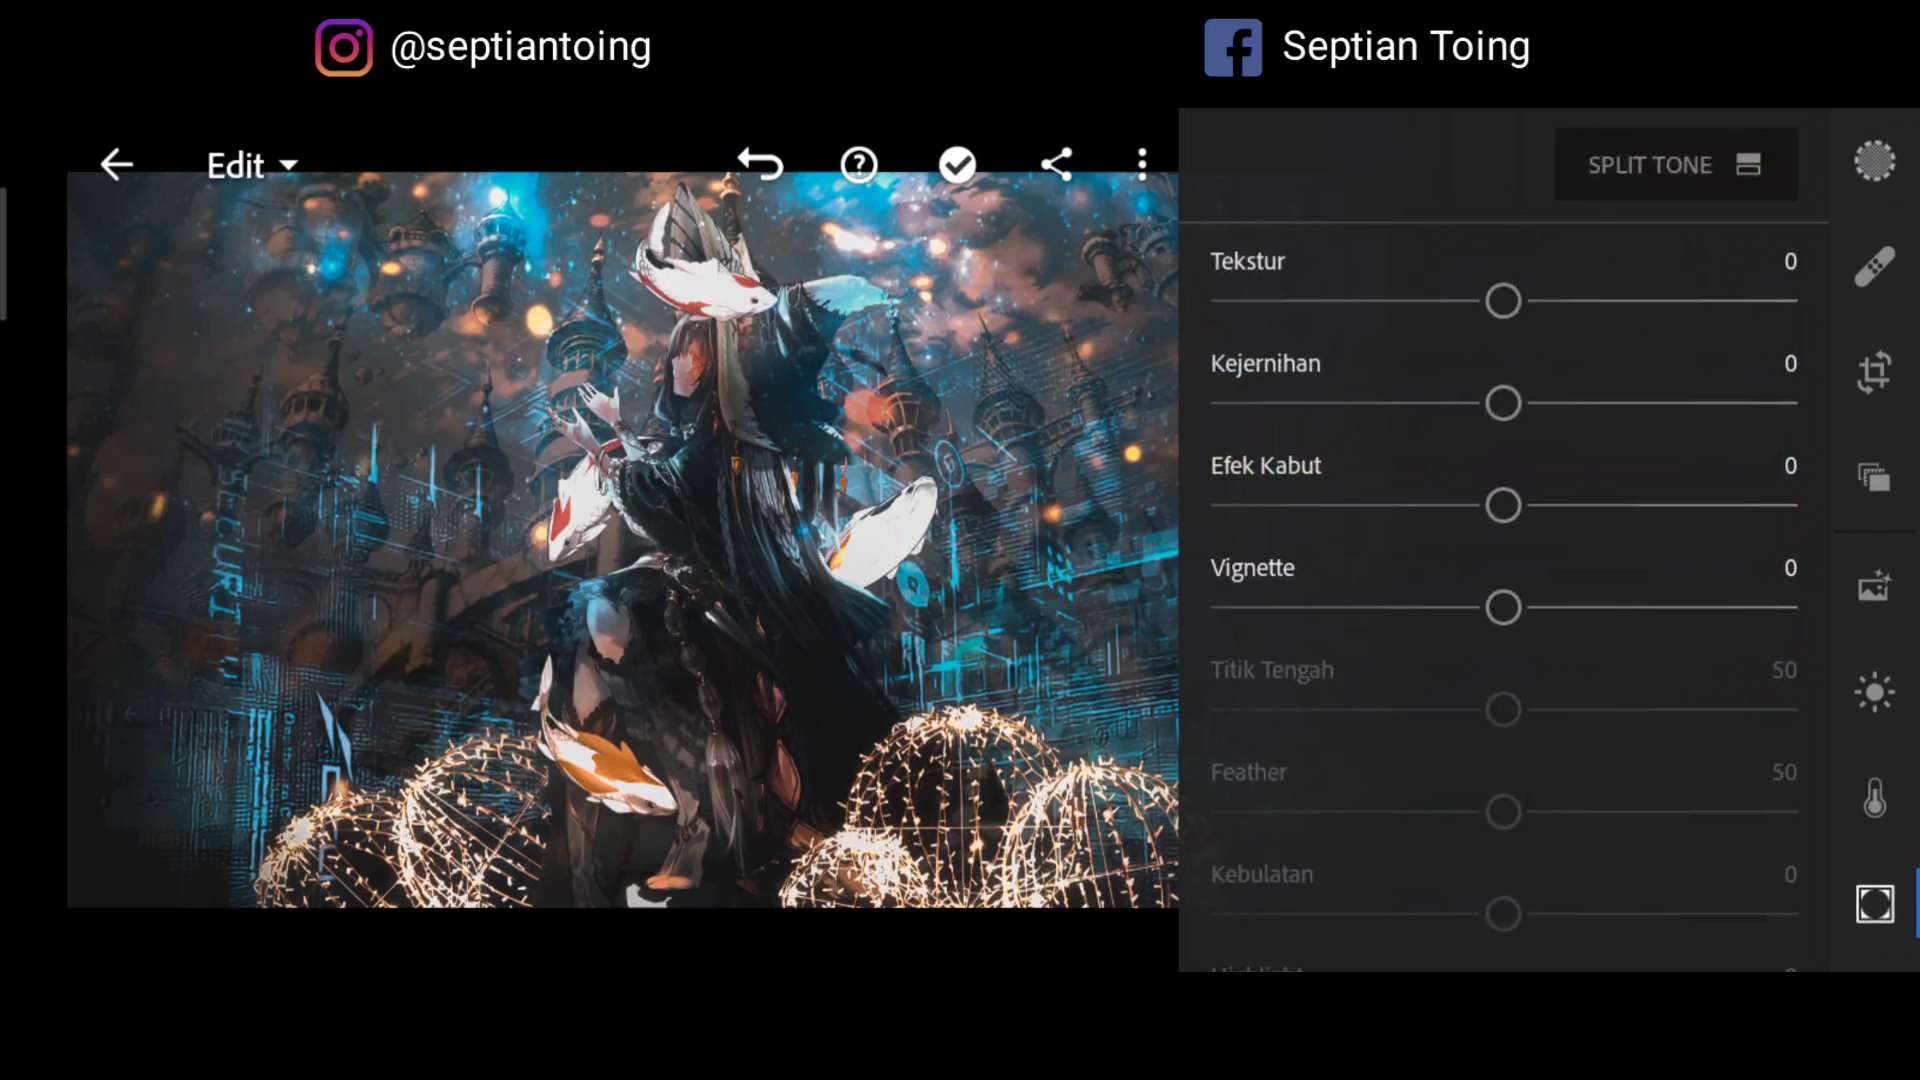 @septiantoing
Septian Toing
Edit
SPLIT TONE
Tekstur 0
Kejernihan 0
Efek Kabut 0
Vignette 0
Titik Tengah 50
Feather 50
Kebulatan 0